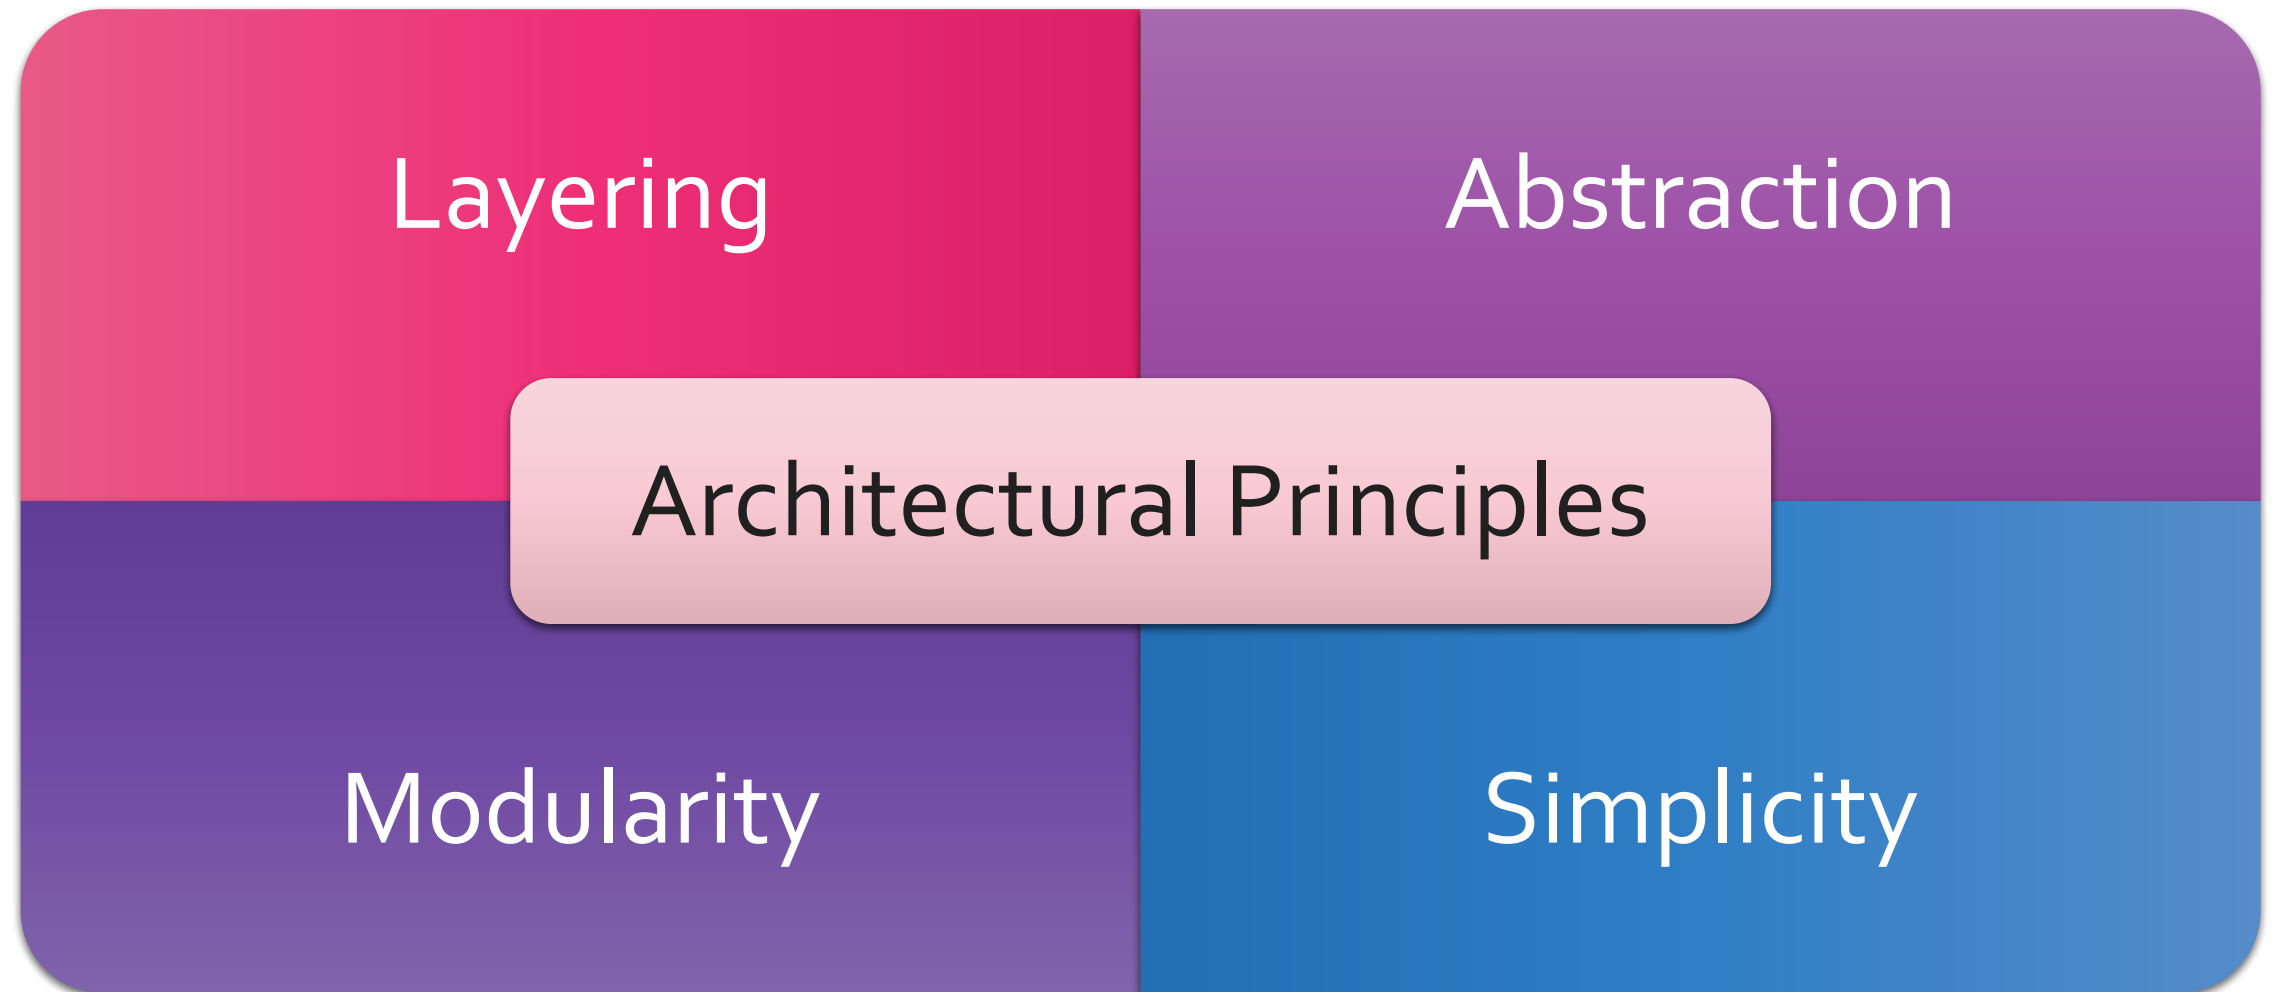 Layering
Abstraction
Architectural Principles
Modularity
Simplicity